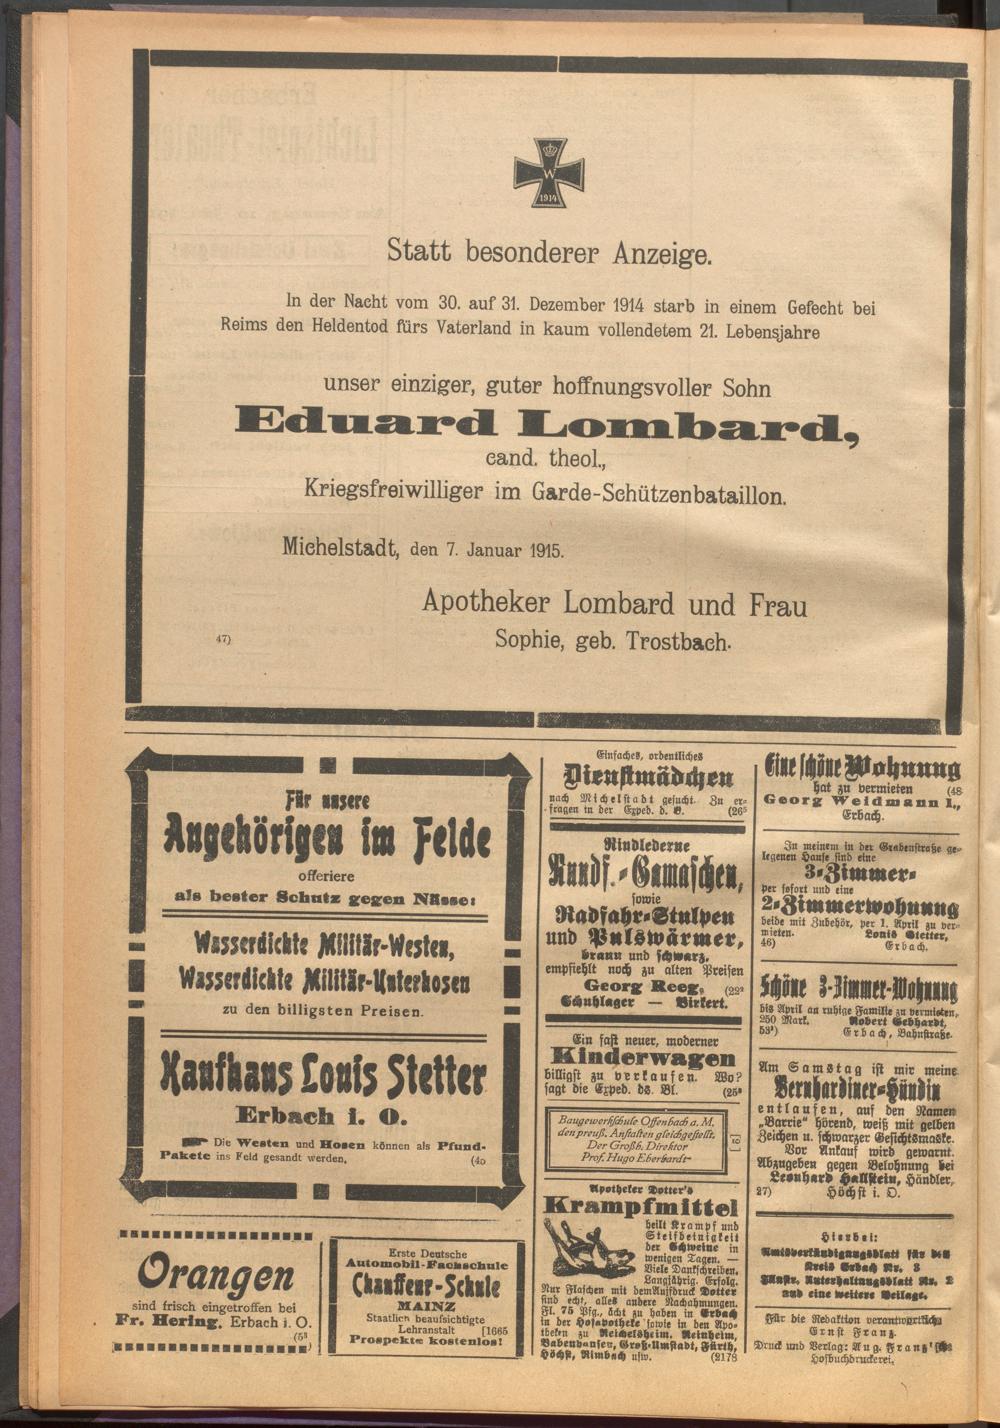 W
1914
Statt besonderer Anzeige.
In der Nacht vom 30. auf 31. Dezember 1914 starb in einem Gefecht bei
Reims den Heldentod fürs Vaterland in kaum vollendetem 21. Lebensjahre
unser einziger, guter hoffnungsvoller Sohn
Eduard Lombard,
cand. theol.,
Kriegsfreiwilliger im Garde-Schützenbataillon.
Michelstadt, den 7. Januar 1915.
Apotheker Lombard und Frau
Sophie, geb. Trostbach.
47)
Für unsere
Angehörigen im Felde
offeriere
als bester Schutz gegen Nässe:
Wasserdichte Militär-Westen,
Wasserdichte Militär-Unterhosen
zu den billigsten Preisen.
Kaufhaus Louis Stetter
Erbach i. O.
Die Westen und Hosen können als Pfund-
Pakete ins Feld gesandt werden.
(40
Orangen
sind frisch eingetroffen bei
Fr. Hering, Erbach i. O.
Erste Deutsche
Automobil-Fachschule
Chauffeur-Schule
MAINZ
Staatlich beaufsichtigte
Lehranstalt [1665
Prospekte kostenlos!
Einfaches, ordentliches
Dienstmädchen
nach Michelstadt gesucht. Zu er-
fragen in der Exped. d. B.
Rindlederne
Rundf.-Gamaschen,
sowie
Radfahr-Stulpen
und Pulswärmer,
braun und schwarz,
empfiehlt noch zu alten Preisen
Georg Reeg,
Schuhlager — Birkert.
Ein fast neuer, moderner
Kinderwagen
billigst zu verkaufen. Wo?
sagt die Exped. ds. Bl.
Baugewerkschule Offenbach a. M.
den preuß. Anstalten gleichgestellt.
Der Großh. Direktor
Prof. Hugo Eberhardt
Apotheker Dotter's
Krampfmittel
heilt Krampf und
Steifbeinigkeit
der Schweine in
wenigen Tagen. —
Viele Dankschreiben.
Langjährig. Erfolg.
Nur Flaschen mit dem Aufdruck Dotter
sind echt, alles andere Nachahmungen.
Fl. 75 Pfg., ächt zu haben in Erbach
in der Hofapotheke sowie in den Apo-
theken zu Reichelsheim, Reinheim,
Babenhausen, Groß-Umstadt, Fürth,
Höchst, Rimbach usw. (2178
Eine schöne Wohnung
hat zu vermieten (48
Georg Weidmann I.,
Erbach.
In meinem in der Grabenstraße ge-
legenen Hause sind eine
3-Zimmer-
per sofort und eine
2-Zimmerwohnung
beide mit Zubehör, per 1. April zu ver-
mieten. Louis Stetter,
46) Erbach.
Schöne 3-Zimmer-Wohnung
bis April an ruhige Familie zu vermieten,
250 Mark. Robert Gebhardt,
Erbach, Bahnstraße.
Am Samstag ist mir meine
Bernhardiner-Hündin
entlaufen, auf den Namen
„Barrie“ hörend, weiß mit gelben
Zeichen u. schwarzer Gesichtsmaske.
Vor Ankauf wird gewarnt.
Abzugeben gegen Belohnung bei
Leonhard Hallstein, Händler,
27) Höchst i. O.
Hierbei:
Amtsverkündigungsblatt für den
Kreis Erbach Nr. 3
Illustr. Unterhaltungsblatt Nr. 2
und eine weitere Beilage.
Für die Redaktion verantwortlich:
Ernst Franz.
Druck und Verlag: Aug. Franz'sche
Hofbuchdruckerei.